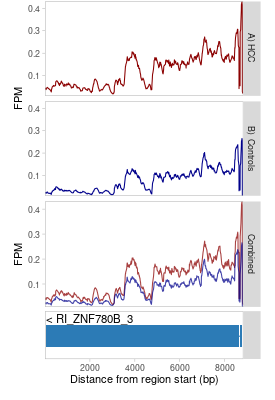 0.4
0.3
0.2
0.1
FPM
A) HCC
0.4
0.3
0.2
0.1
B) Controls
0.4
0.3
0.2
0.1
FPM
Combined
< RI_ZNF780B_3
2000 4000 6000 8000
Distance from region start (bp)